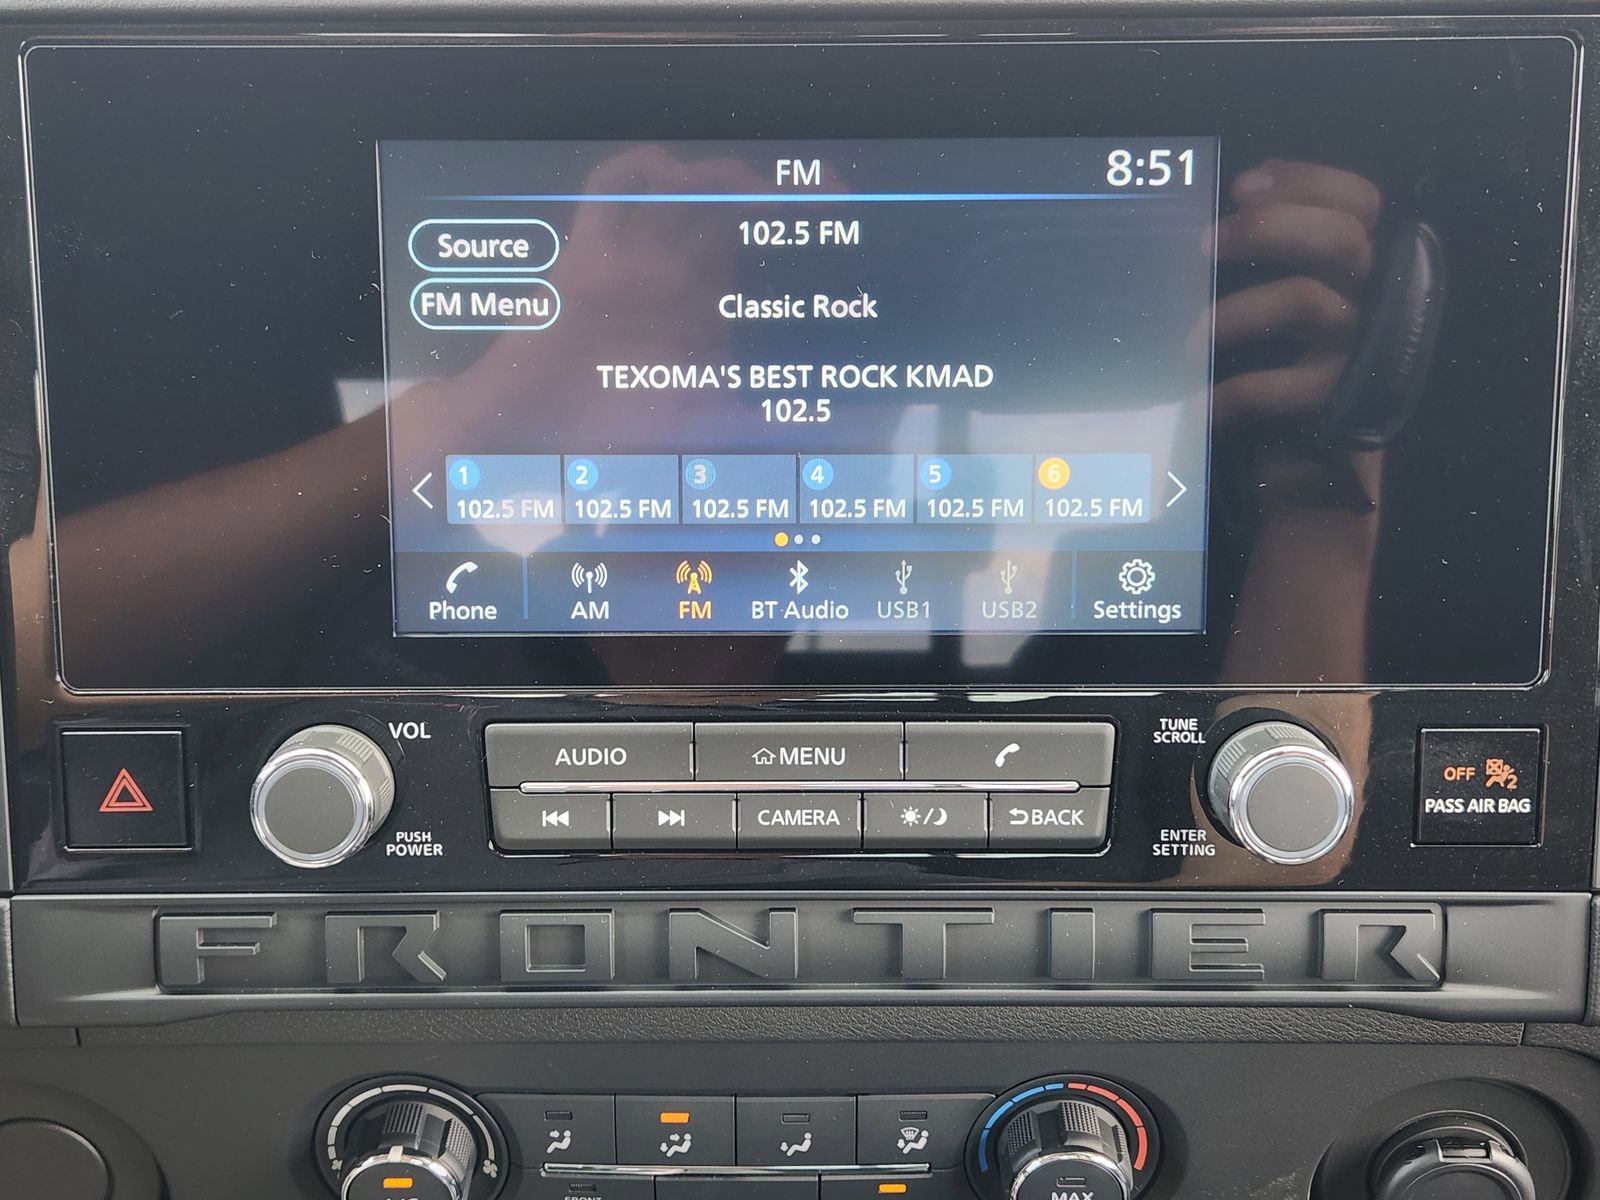 FM
8:51
Source
102.5 FM
FM Menu
Classic Rock
TEXOMA'S BEST ROCK KMAD
102.5
1 2 3 4 5 6
102.5 FM 102.5 FM 102.5 FM 102.5 FM 102.5 FM 102.5 FM
Phone AM FM BT Audio USB1 USB2 Settings
VOL
PUSH
POWER
AUDIO MENU
CAMERA BACK
TUNE
SCROLL
ENTER
SETTING
OFF 2
PASS AIR BAG
FRONTIER
FRONT
MAX